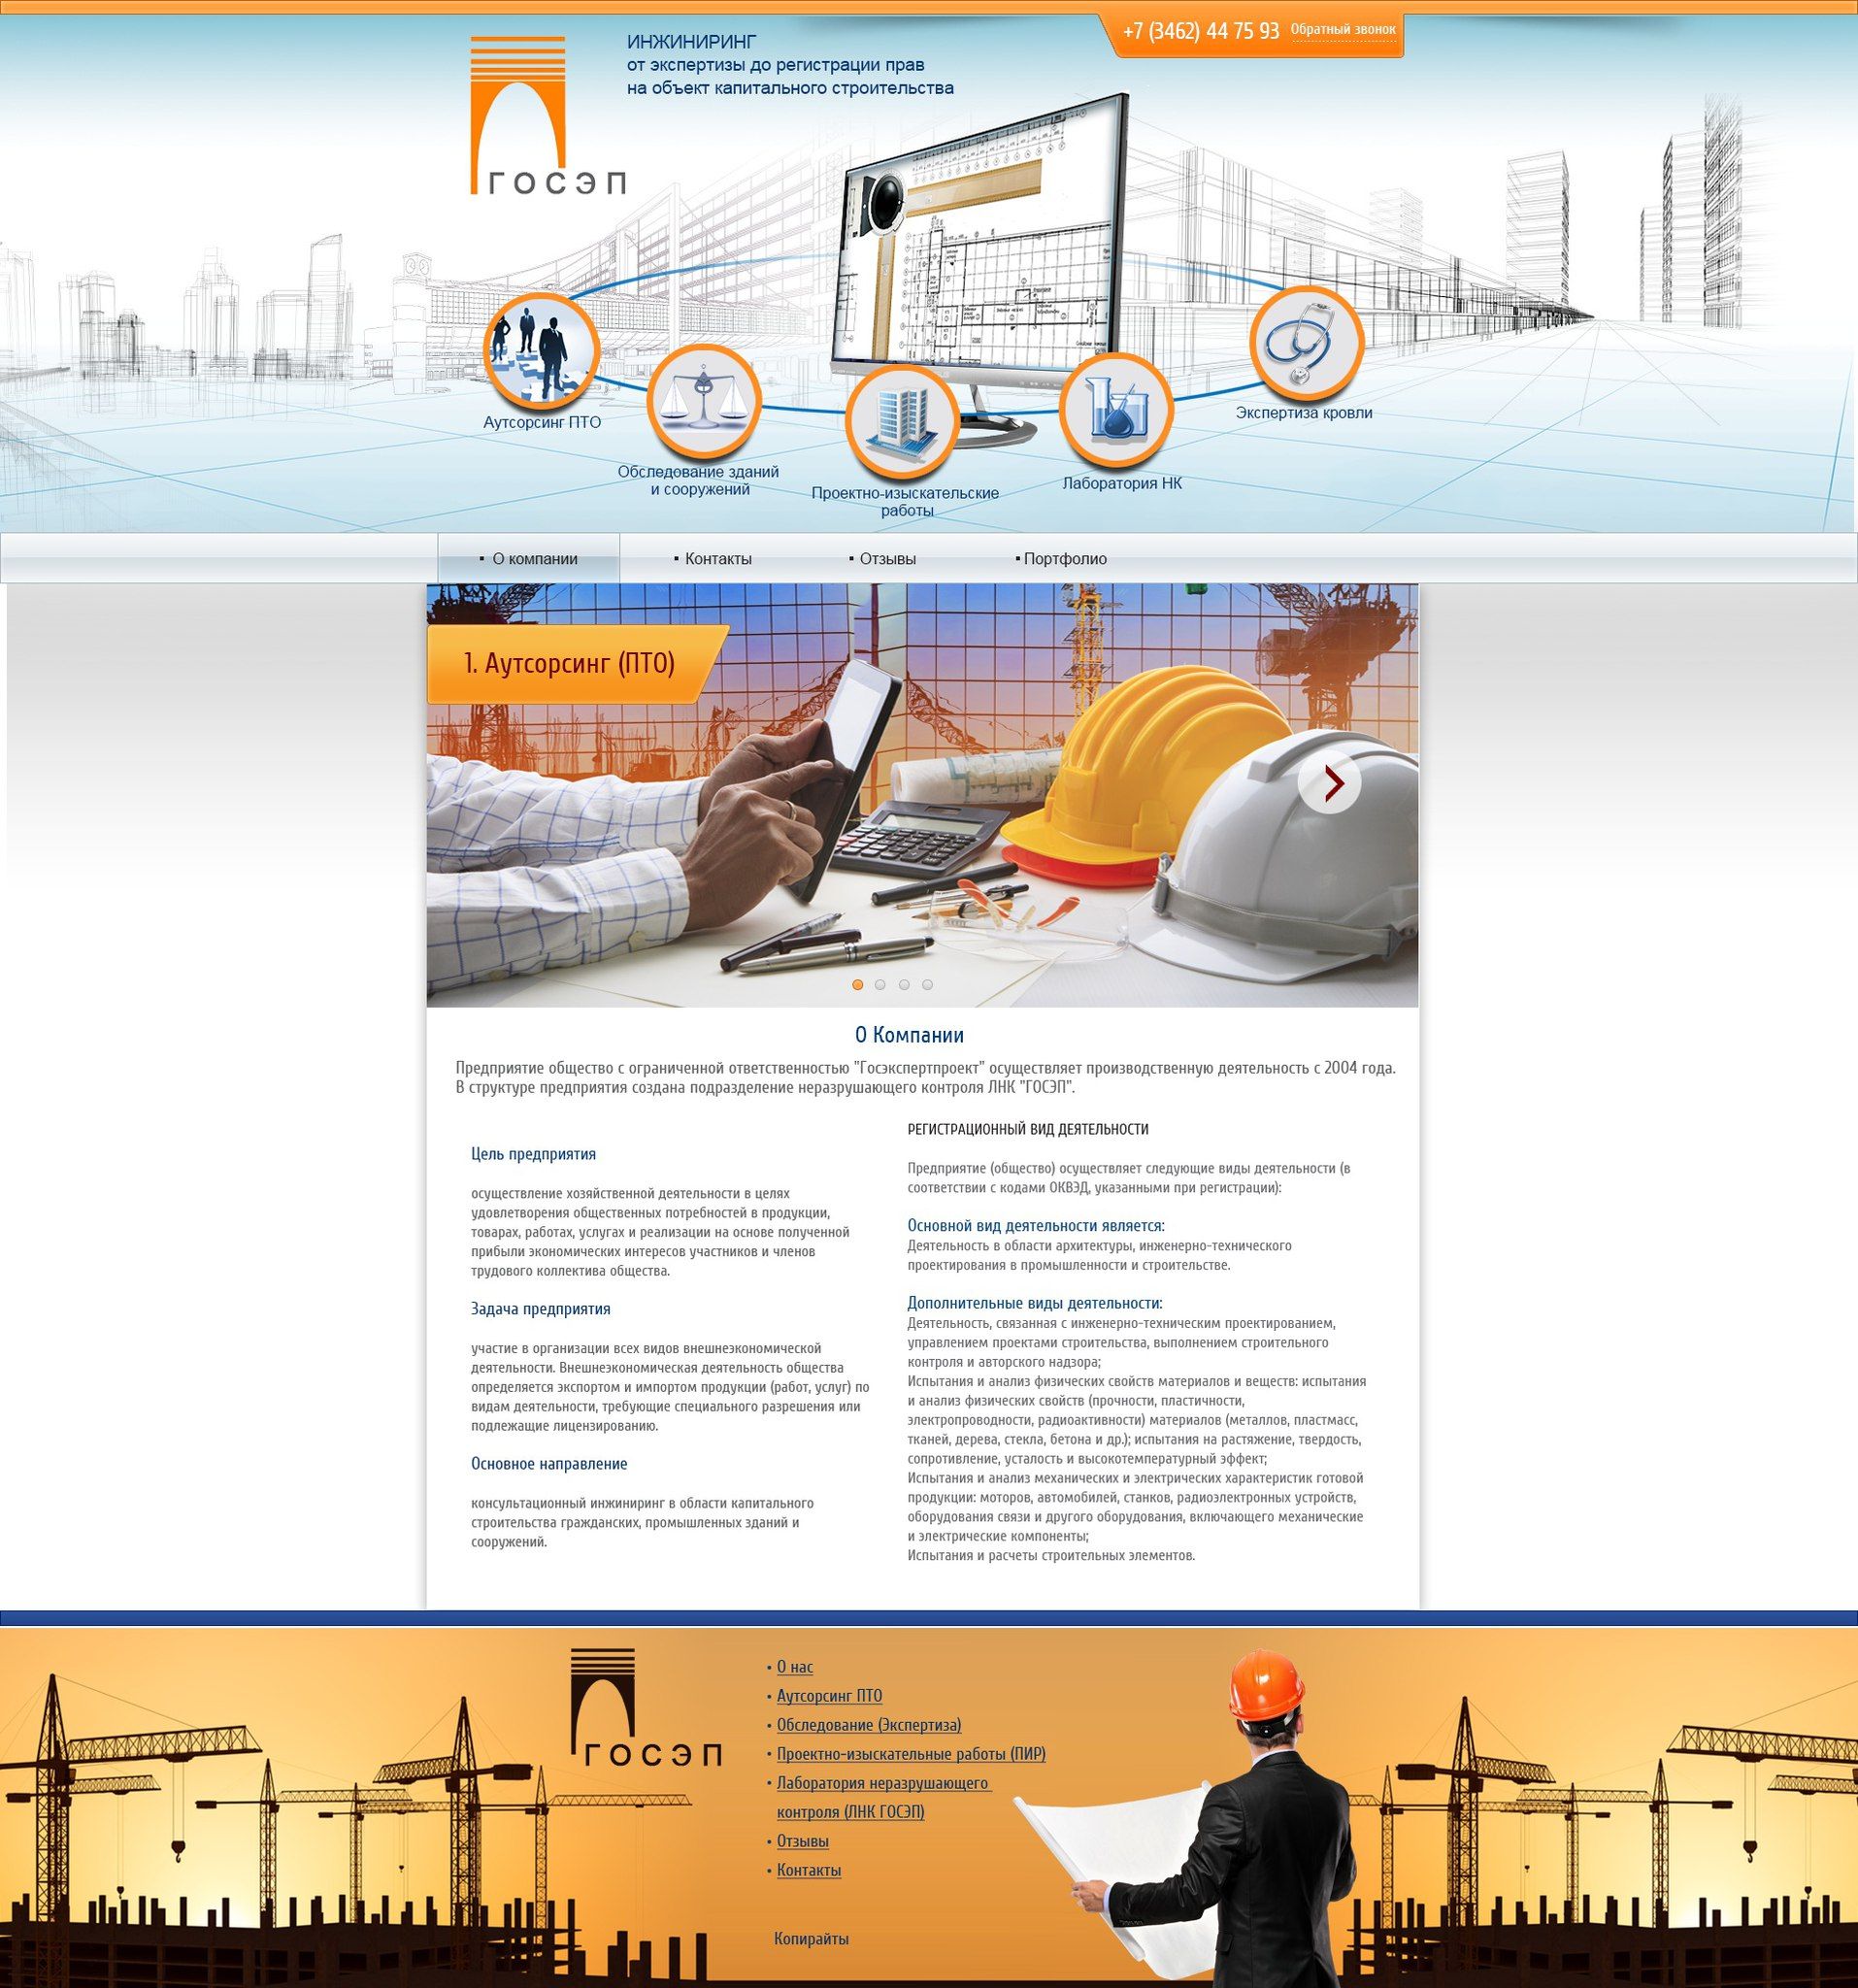 +7 (3462) 44 75 93 Обратный звонок
ИНЖИНИРИНГ
от экспертизы до регистрации прав
на объект капитального строительства
ГОСЭП
Аутсорсинг ПТО
Обследование зданий
и сооружений
Проектно-изыскательские
работы
Лаборатория НК
Экспертиза кровли
▪ О компании
▪ Контакты
▪ Отзывы
▪ Портфолио
1. Аутсорсинг (ПТО)
О Компании
Предприятие общество с ограниченной ответственностью "Госэкспертпроект" осуществляет производственную деятельность с 2004 года.
В структуре предприятия создана подразделение неразрушающего контроля ЛНК "ГОСЭП".
Цель предприятия
осуществление хозяйственной деятельности в целях
удовлетворения общественных потребностей в продукции,
товарах, работах, услугах и реализации на основе полученной
прибыли экономических интересов участников и членов
трудового коллектива общества.
Задача предприятия
участие в организации всех видов внешнеэкономической
деятельности. Внешнеэкономическая деятельность общества
определяется экспортом и импортом продукции (работ, услуг) по
видам деятельности, требующие специального разрешения или
подлежащие лицензированию.
Основное направление
консультационный инжиниринг в области капитального
строительства гражданских, промышленных зданий и
сооружений.
РЕГИСТРАЦИОННЫЙ ВИД ДЕЯТЕЛЬНОСТИ
Предприятие (общество) осуществляет следующие виды деятельности (в
соответствии с кодами ОКВЭД, указанными при регистрации):
Основной вид деятельности является:
Деятельность в области архитектуры, инженерно-технического
проектирования в промышленности и строительстве.
Дополнительные виды деятельности:
Деятельность, связанная с инженерно-техническим проектированием,
управлением проектами строительства, выполнением строительного
контроля и авторского надзора;
Испытания и анализ физических свойств материалов и веществ: испытания
и анализ физических свойств (прочности, пластичности,
электропроводности, радиоактивности) материалов (металлов, пластмасс,
тканей, дерева, стекла, бетона и др.); испытания на растяжение, твердость,
сопротивление, усталость и высокотемпературный эффект;
Испытания и анализ механических и электрических характеристик готовой
продукции: моторов, автомобилей, станков, радиоэлектронных устройств,
оборудования связи и другого оборудования, включающего механические
и электрические компоненты;
Испытания и расчеты строительных элементов.
ГОСЭП
• О нас
• Аутсорсинг ПТО
• Обследование (Экспертиза)
• Проектно-изыскательные работы (ПИР)
• Лаборатория неразрушающего
контроля (ЛНК ГОСЭП)
• Отзывы
• Контакты
Копирайты